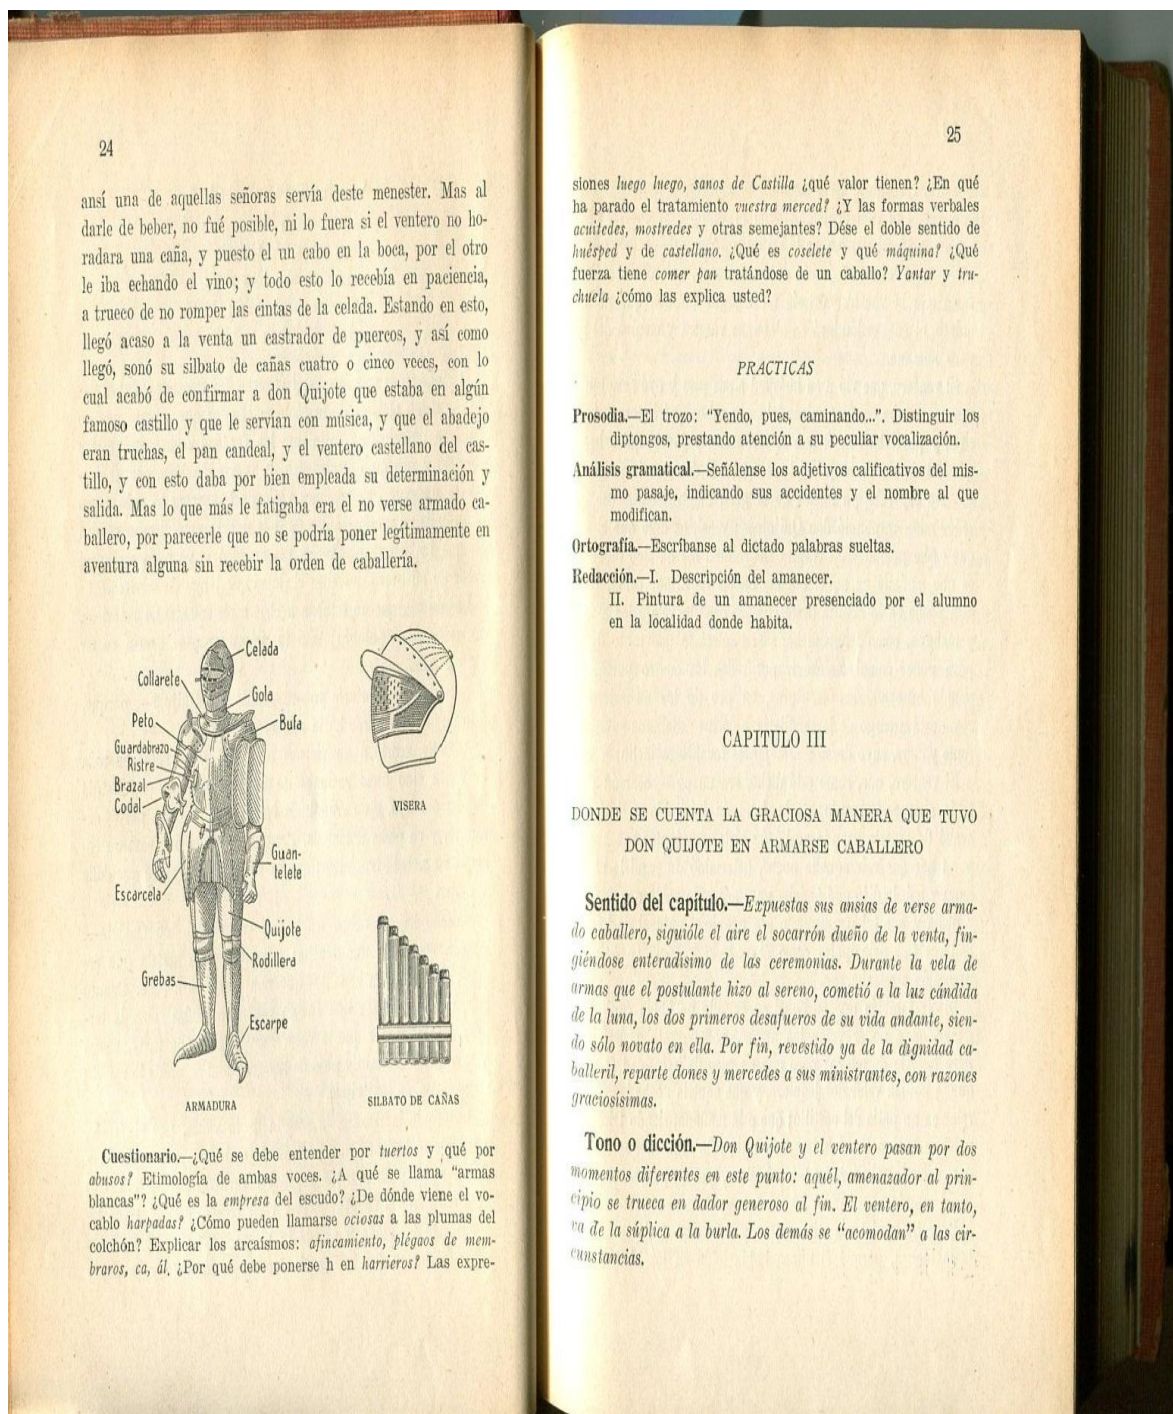 24
ansí una de aquellas señoras servía deste menester. Mas al
darle de beber, no fué posible, ni lo fuera si el ventero no ho-
radara una caña, y puesto el un cabo en la boca, por el otro
le iba echando el vino; y todo esto lo recebía en paciencia,
a trueco de no romper las cintas de la celada. Estando en esto,
llegó acaso a la venta un castrador de puercos, y así como
llegó, sonó su silbato de cañas cuatro o cinco veces, con lo
cual acabó de confirmar a don Quijote que estaba en algún
famoso castillo y que le servían con música, y que el abadejo
eran truchas, el pan candeal, y el ventero castellano del cas-
tillo, y con esto daba por bien empleada su determinación y
salida. Mas lo que más le fatigaba era el no verse armado ca-
ballero, por parecerle que no se podría poner legítimamente en
aventura alguna sin recebir la orden de caballería.
Celada
Collarete
Gola
Peto
Bufa
Guardabrazo
Ristre
Brazal
Codal
Guan-
telete
Escarcela
Quijote
Rodillera
Grebas
Escarpe
ARMADURA
VISERA
SILBATO DE CAÑAS
Cuestionario.—¿Qué se debe entender por tuertos y qué por
abusos? Etimología de ambas voces. ¿A qué se llama "armas
blancas"? ¿Qué es la empresa del escudo? ¿De dónde viene el vo-
cablo harpadas? ¿Cómo pueden llamarse ociosas a las plumas del
colchón? Explicar los arcaísmos: afincamiento, plégaos de mem-
braros, ca, ál. ¿Por qué debe ponerse h en harrieros? Las expre-
25
siones luego luego, sanos de Castilla ¿qué valor tienen? ¿En qué
ha parado el tratamiento vuestra merced? ¿Y las formas verbales
acuitedes, mostredes y otras semejantes? Dése el doble sentido de
huésped y de castellano. ¿Qué es coselete y qué máquina? ¿Qué
fuerza tiene comer pan tratándose de un caballo? Yantar y tru-
chuela ¿cómo las explica usted?
PRACTICAS
Prosodia.—El trozo: "Yendo, pues, caminando...". Distinguir los
diptongos, prestando atención a su peculiar vocalización.
Análisis gramatical.—Señálense los adjetivos calificativos del mis-
mo pasaje, indicando sus accidentes y el nombre al que
modifican.
Ortografía.—Escríbanse al dictado palabras sueltas.
Redacción.—I. Descripción del amanecer.
II. Pintura de un amanecer presenciado por el alumno
en la localidad donde habita.
CAPITULO III
DONDE SE CUENTA LA GRACIOSA MANERA QUE TUVO
DON QUIJOTE EN ARMARSE CABALLERO
Sentido del capítulo.—Expuestas sus ansias de verse arma-
do caballero, siguióle el aire el socarrón dueño de la venta, fin-
giéndose enteradísimo de las ceremonias. Durante la vela de
armas que el postulante hizo al sereno, cometió a la luz cándida
de la luna, los dos primeros desafueros de su vida andante, sien-
do sólo novato en ella. Por fin, revestido ya de la dignidad ca-
balleril, reparte dones y mercedes a sus ministrantes, con razones
graciosísimas.
Tono o dicción.—Don Quijote y el ventero pasan por dos
momentos diferentes en este punto: aquél, amenazador al prin-
cipio se trueca en dador generoso al fin. El ventero, en tanto,
va de la súplica a la burla. Los demás se "acomodan" a las cir-
cunstancias.